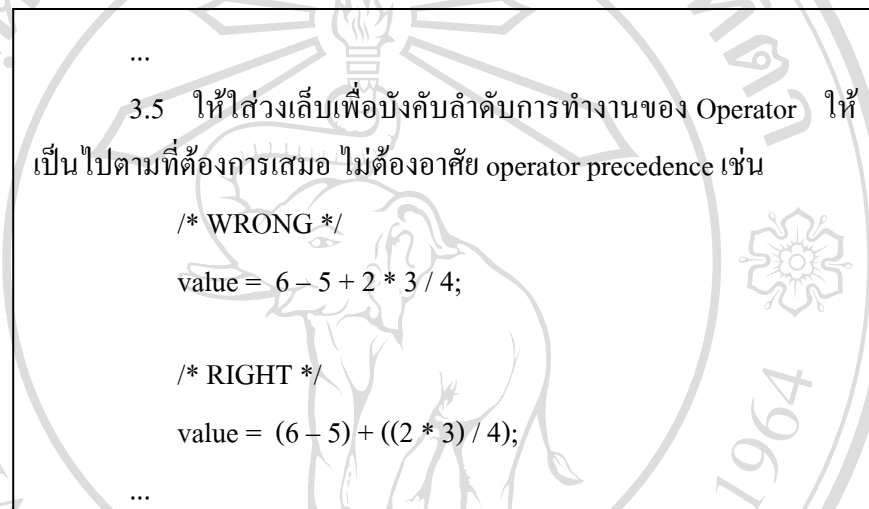 ...
3.5 ให้ใส่วงเล็บเพื่อบังคับลำดับการทำงานของ Operator ให้
เป็นไปตามที่ต้องการเสมอ ไม่ต้องอาศัย operator precedence เช่น
/* WRONG */
value = 6 – 5 + 2 * 3 / 4;
/* RIGHT */
value = (6 – 5) + ((2 * 3) / 4);
...
1964